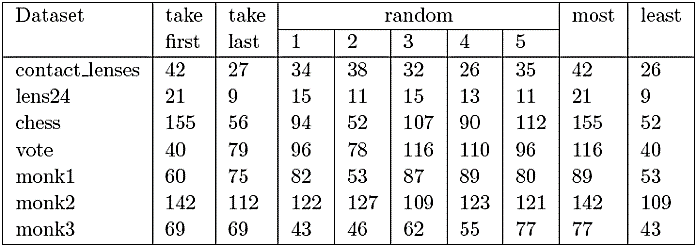 Dataset take take random most least
first last 1 2 3 4 5
contact_lenses 42 27 34 38 32 26 35 42 26
lens24 21 9 15 11 15 13 11 21 9
chess 155 56 94 52 107 90 112 155 52
vote 40 79 96 78 116 110 96 116 40
monk1 60 75 82 53 87 89 80 89 53
monk2 142 112 122 127 109 123 121 142 109
monk3 69 69 43 46 62 55 77 77 43